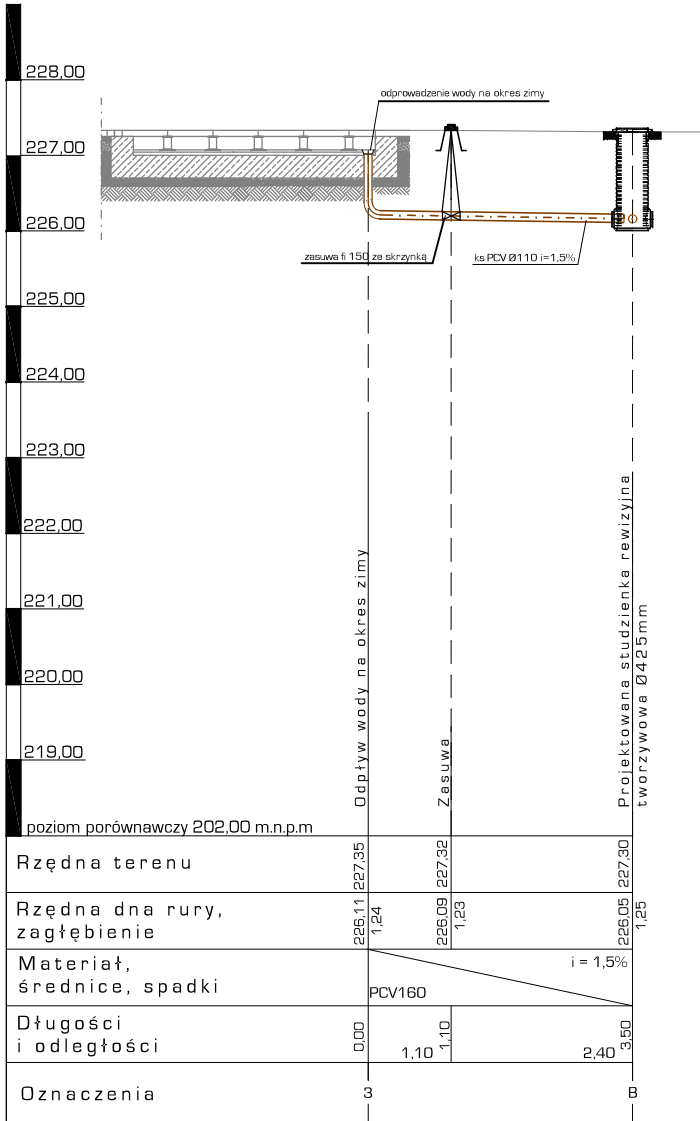 228,00
odprowadzenie wody na okres zimy
227,00
226,00
zasuwa fi 150 ze skrzynką
ks PCV Ø110 i=1,5%
225,00
224,00
223,00
222,00
221,00
220,00
219,00
Odpływ wody na okres zimy
Zasuwa
Projektowana studzienka rewizyjna
tworzywowa Ø425mm
poziom porównawczy 202,00 m.n.p.m
Rzędna terenu
227,35
227,32
227,30
Rzędna dna rury,
zagłębienie
226,11
1,24
226,09
1,23
226,05
1,25
Materiał,
średnice, spadki
PCV160
i = 1,5%
Długości
i odległości
0,00
1,10
1,10
2,40
3,50
Oznaczenia
3
B